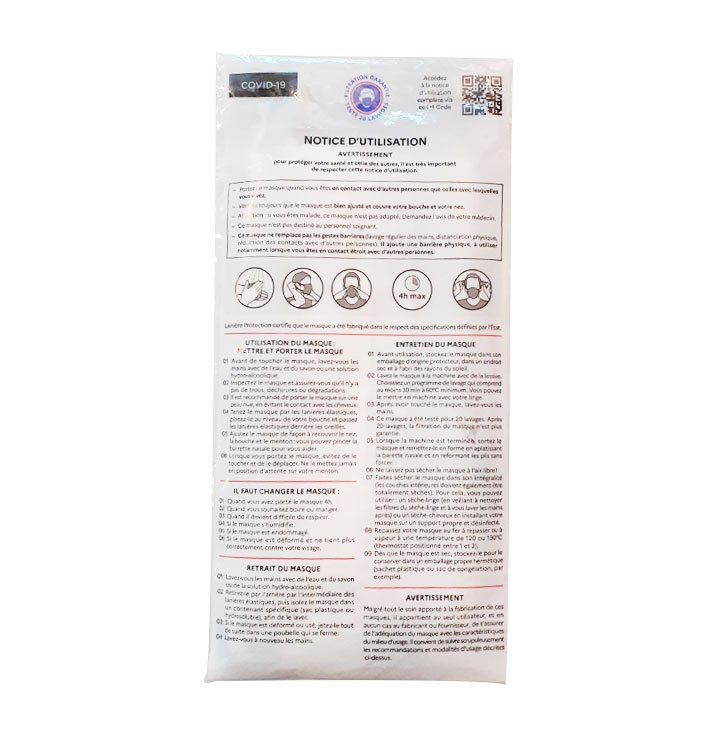 COVID-19
FILTRATION GARANTIE
TESTÉ 20 LAVAGES
Accédez
à la notice
d'utilisation
complète via
ce
NOTICE D'UTILISATION
AVERTISSEMENT
pour protéger votre santé et celle des autres, il est très important
de respecter cette notice d'utilisation.
– Portez le masque quand vous êtes en contact avec d'autres personnes que celles avec lesquelles
vous vivez.
– toujours que le masque est bien ajusté et couvre votre bouche et votre nez.
– Attention : si vous êtes malade, ce masque n'est pas adapté. Demandez l'avis de votre médecin.
– Ce masque n'est pas destiné au personnel soignant.
– Ce masque ne remplace pas les gestes barrières (lavage régulier des mains, distanciation physique,
réduction des contacts avec d'autres personnes). Il ajoute une barrière physique, à utiliser
notamment lorsque vous êtes en contact étroit avec d'autres personnes.
4h max
Lainière Protection certifie que le masque a été fabriqué dans le respect des spécifications définies par l'État.
UTILISATION DU MASQUE :
METTRE ET PORTER LE MASQUE
01 Avant de toucher le masque, lavez-vous les
mains avec de l'eau et du savon ou une solution
hydro-alcoolique.
02 Inspectez le masque et assurez-vous qu'il n'y a
pas de trous, déchirures ou dégradations.
03 Il est recommandé de porter le masque sur une
peau nue, en évitant le contact avec les cheveux.
04 Tenez le masque par les lanières élastiques,
placez-le au niveau de votre bouche et passez
les lanières élastiques derrière les oreilles.
05 Ajustez le masque de façon à recouvrir le nez,
la bouche et le menton : vous pouvez pincer la
barrette nasale pour vous aider.
06 Lorsque vous portez le masque, évitez de le
toucher et de le déplacer. Ne le mettez jamais
en position d'attente sur votre menton.
IL FAUT CHANGER LE MASQUE :
01 Quand vous avez porté le masque 4h.
02 Quand vous souhaitez boire ou manger.
03 Quand il devient difficile de respirer.
04 Si le masque s'humidifie.
05 Si le masque est endommagé.
06 Si le masque est déformé et ne tient plus
correctement contre votre visage.
RETRAIT DU MASQUE
01 Lavez-vous les mains avec de l'eau et du savon
ou de la solution hydro-alcoolique.
02 Retirez-le par l'arrière par l'intermédiaire des
lanières élastiques, puis isolez le masque dans
un contenant spécifique (sac plastique ou
hydrosoluble), afin de le laver.
03 Si le masque est déformé ou usé, jetez-le tout
de suite dans une poubelle qui se ferme.
04 Lavez-vous à nouveau les mains.
ENTRETIEN DU MASQUE
01 Avant utilisation, stockez le masque dans son
emballage d'origine protecteur, dans un endroit
sec et à l'abri des rayons du soleil.
02 Lavez le masque à la machine avec de la lessive.
Choisissez un programme de lavage qui comprend
au moins 30 min à 60°C minimum. Vous pouvez
le mettre en machine avec votre linge.
03 Après avoir touché le masque, lavez-vous les
mains.
04 Ce masque a été testé pour 20 lavages. Après
20 lavages, la filtration du masque n'est plus
garantie.
05 Lorsque la machine est terminée, sortez le
masque et remettez-le en forme en aplatissant
la barette nasale et en reformant les plis sans
forcer.
06 Ne laissez pas sécher le masque à l'air libre !
07 Faites sécher le masque dans son intégralité
(les couches intérieures doivent également être
totalement sèches). Pour cela, vous pouvez
utiliser : un sèche-linge (en veillant à nettoyer
les filtres du sèche-linge et à vous laver les mains
après) ou un sèche-cheveux en installant votre
masque sur un support propre et désinfecté.
08 Repassez votre masque au fer à repasser ou à
vapeur à une température de 120 ou 130°C
(thermostat positionné entre 1 et 2).
09 Dès que le masque est sec, stockez-le pour le
conserver dans un emballage propre hermétique
(sachet plastique ou sac de congélation, par
exemple).
AVERTISSEMENT
Malgré tout le soin apporté à la fabrication de ces
masques, il appartient au seul utilisateur, et en
aucun cas au fabricant ou fournisseur, de s'assurer
de l'adéquation du masque avec les caractéristiques
du milieu d'usage. Il convient de suivre scrupuleusement
les recommandations et modalités d'usage décrites
ci-dessus.